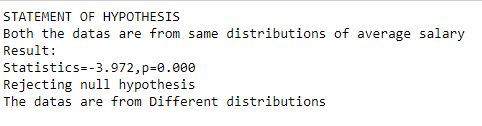 STATEMENT OF HYPOTHESIS
Both the datas are from same distributions of average salary
Result:
Statistics=-3.972,p=0.000
Rejecting null hypothesis
The datas are from Different distributions